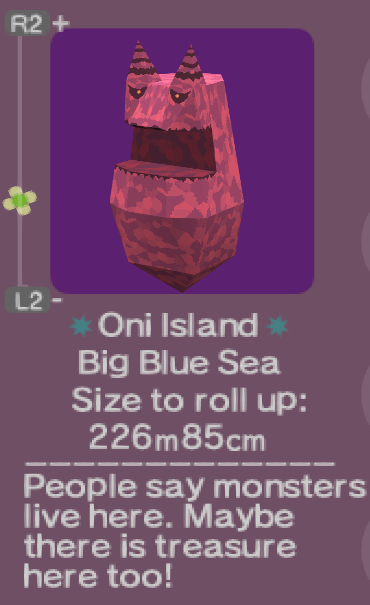 R2 +
L2 -
Oni Island
Big Blue Sea
Size to roll up:
226m85cm
People say monsters
live here. Maybe
there is treasure
here too!